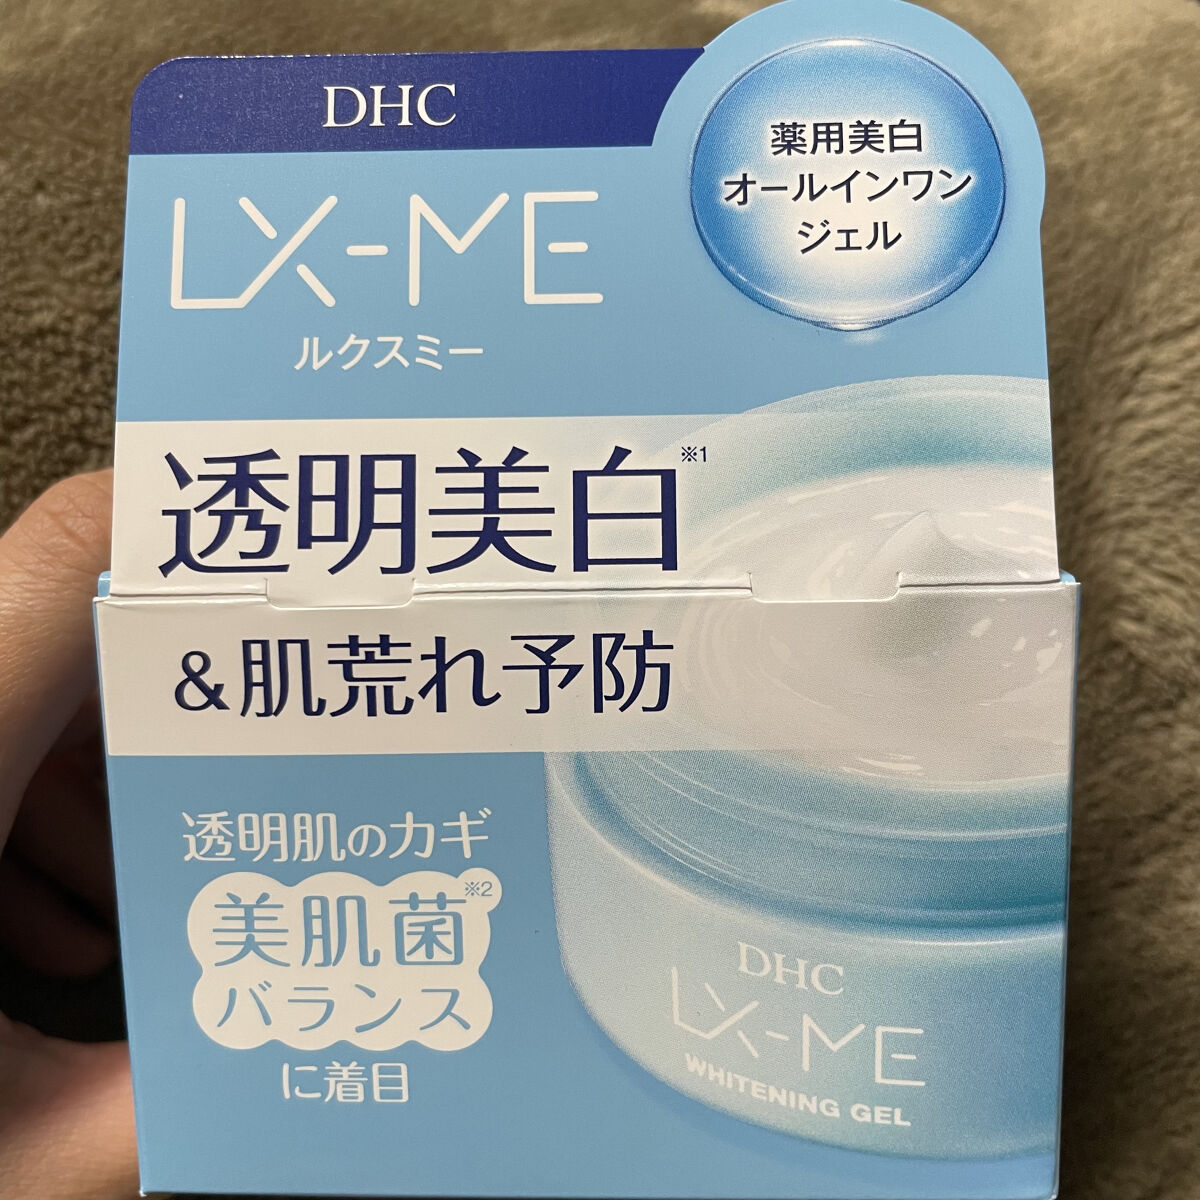 DHC
LX-ME
ルクスミー
薬用美白
オールインワン
ジェル
透明美白※1
&肌荒れ予防
透明肌のカギ
美肌菌※2
バランス
に着目
DHC
LX-ME
WHITENING GEL